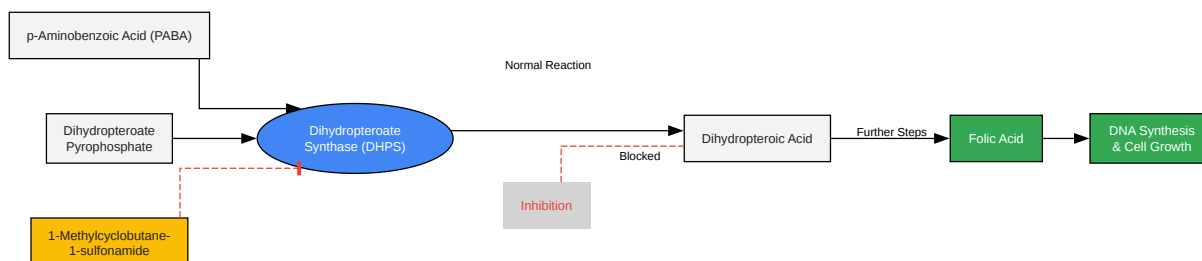 p-Aminobenzoic Acid (PABA)
Normal Reaction
Dihydropteroate
Pyrophosphate
Dihydropteroate
Synthase (DHPS)
Dihydropteroic Acid
Further Steps
Folic Acid
DNA Synthesis
& Cell Growth
Blocked
Inhibition
1-Methylcyclobutane-
1-sulfonamide